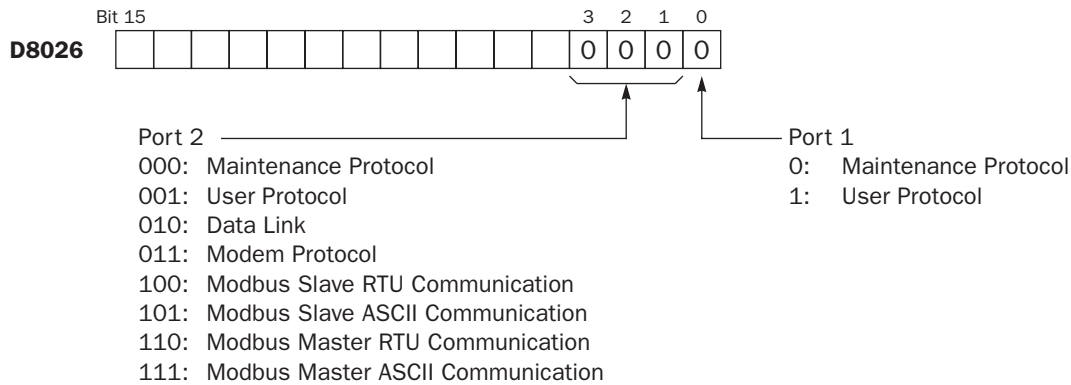 Bit 15 3 2 1 0
D8026 0 0 0 0
Port 2 Port 1
000: Maintenance Protocol 0: Maintenance Protocol
001: User Protocol 1: User Protocol
010: Data Link
011: Modem Protocol
100: Modbus Slave RTU Communication
101: Modbus Slave ASCII Communication
110: Modbus Master RTU Communication
111: Modbus Master ASCII Communication